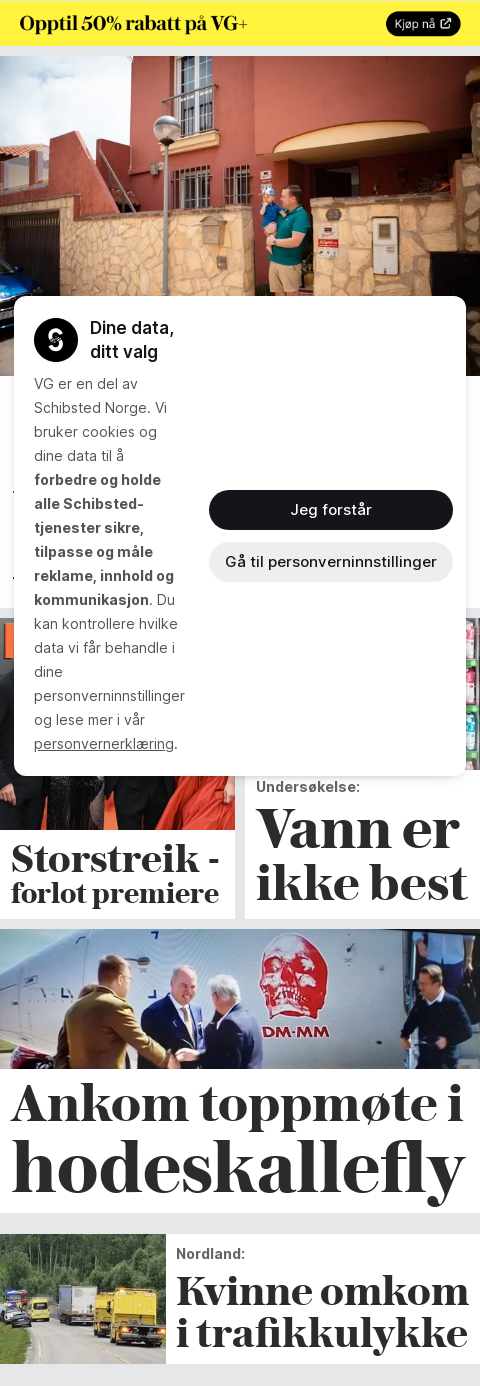 Opptil 50% rabatt på VG+
Kjøp nå
Alarma
Dine data,
ditt valg
VG er en del av
Schibsted Norge. Vi
bruker cookies og
dine data til å
forbedre og holde
alle Schibsted-
tjenester sikre,
tilpasse og måle
reklame, innhold og
kommunikasjon. Du
kan kontrollere hvilke
data vi får behandle i
dine
personverninnstillinger
og lese mer i vår
personvernerklæring.
Jeg forstår
Gå til personverninnstillinger
Storstreik -
forlot premiere
Undersøkelse:
Vann er
ikke best
DM-MM
Ankom toppmøte i
hodeskallefly
Nordland:
Kvinne omkom
i trafikkulykke